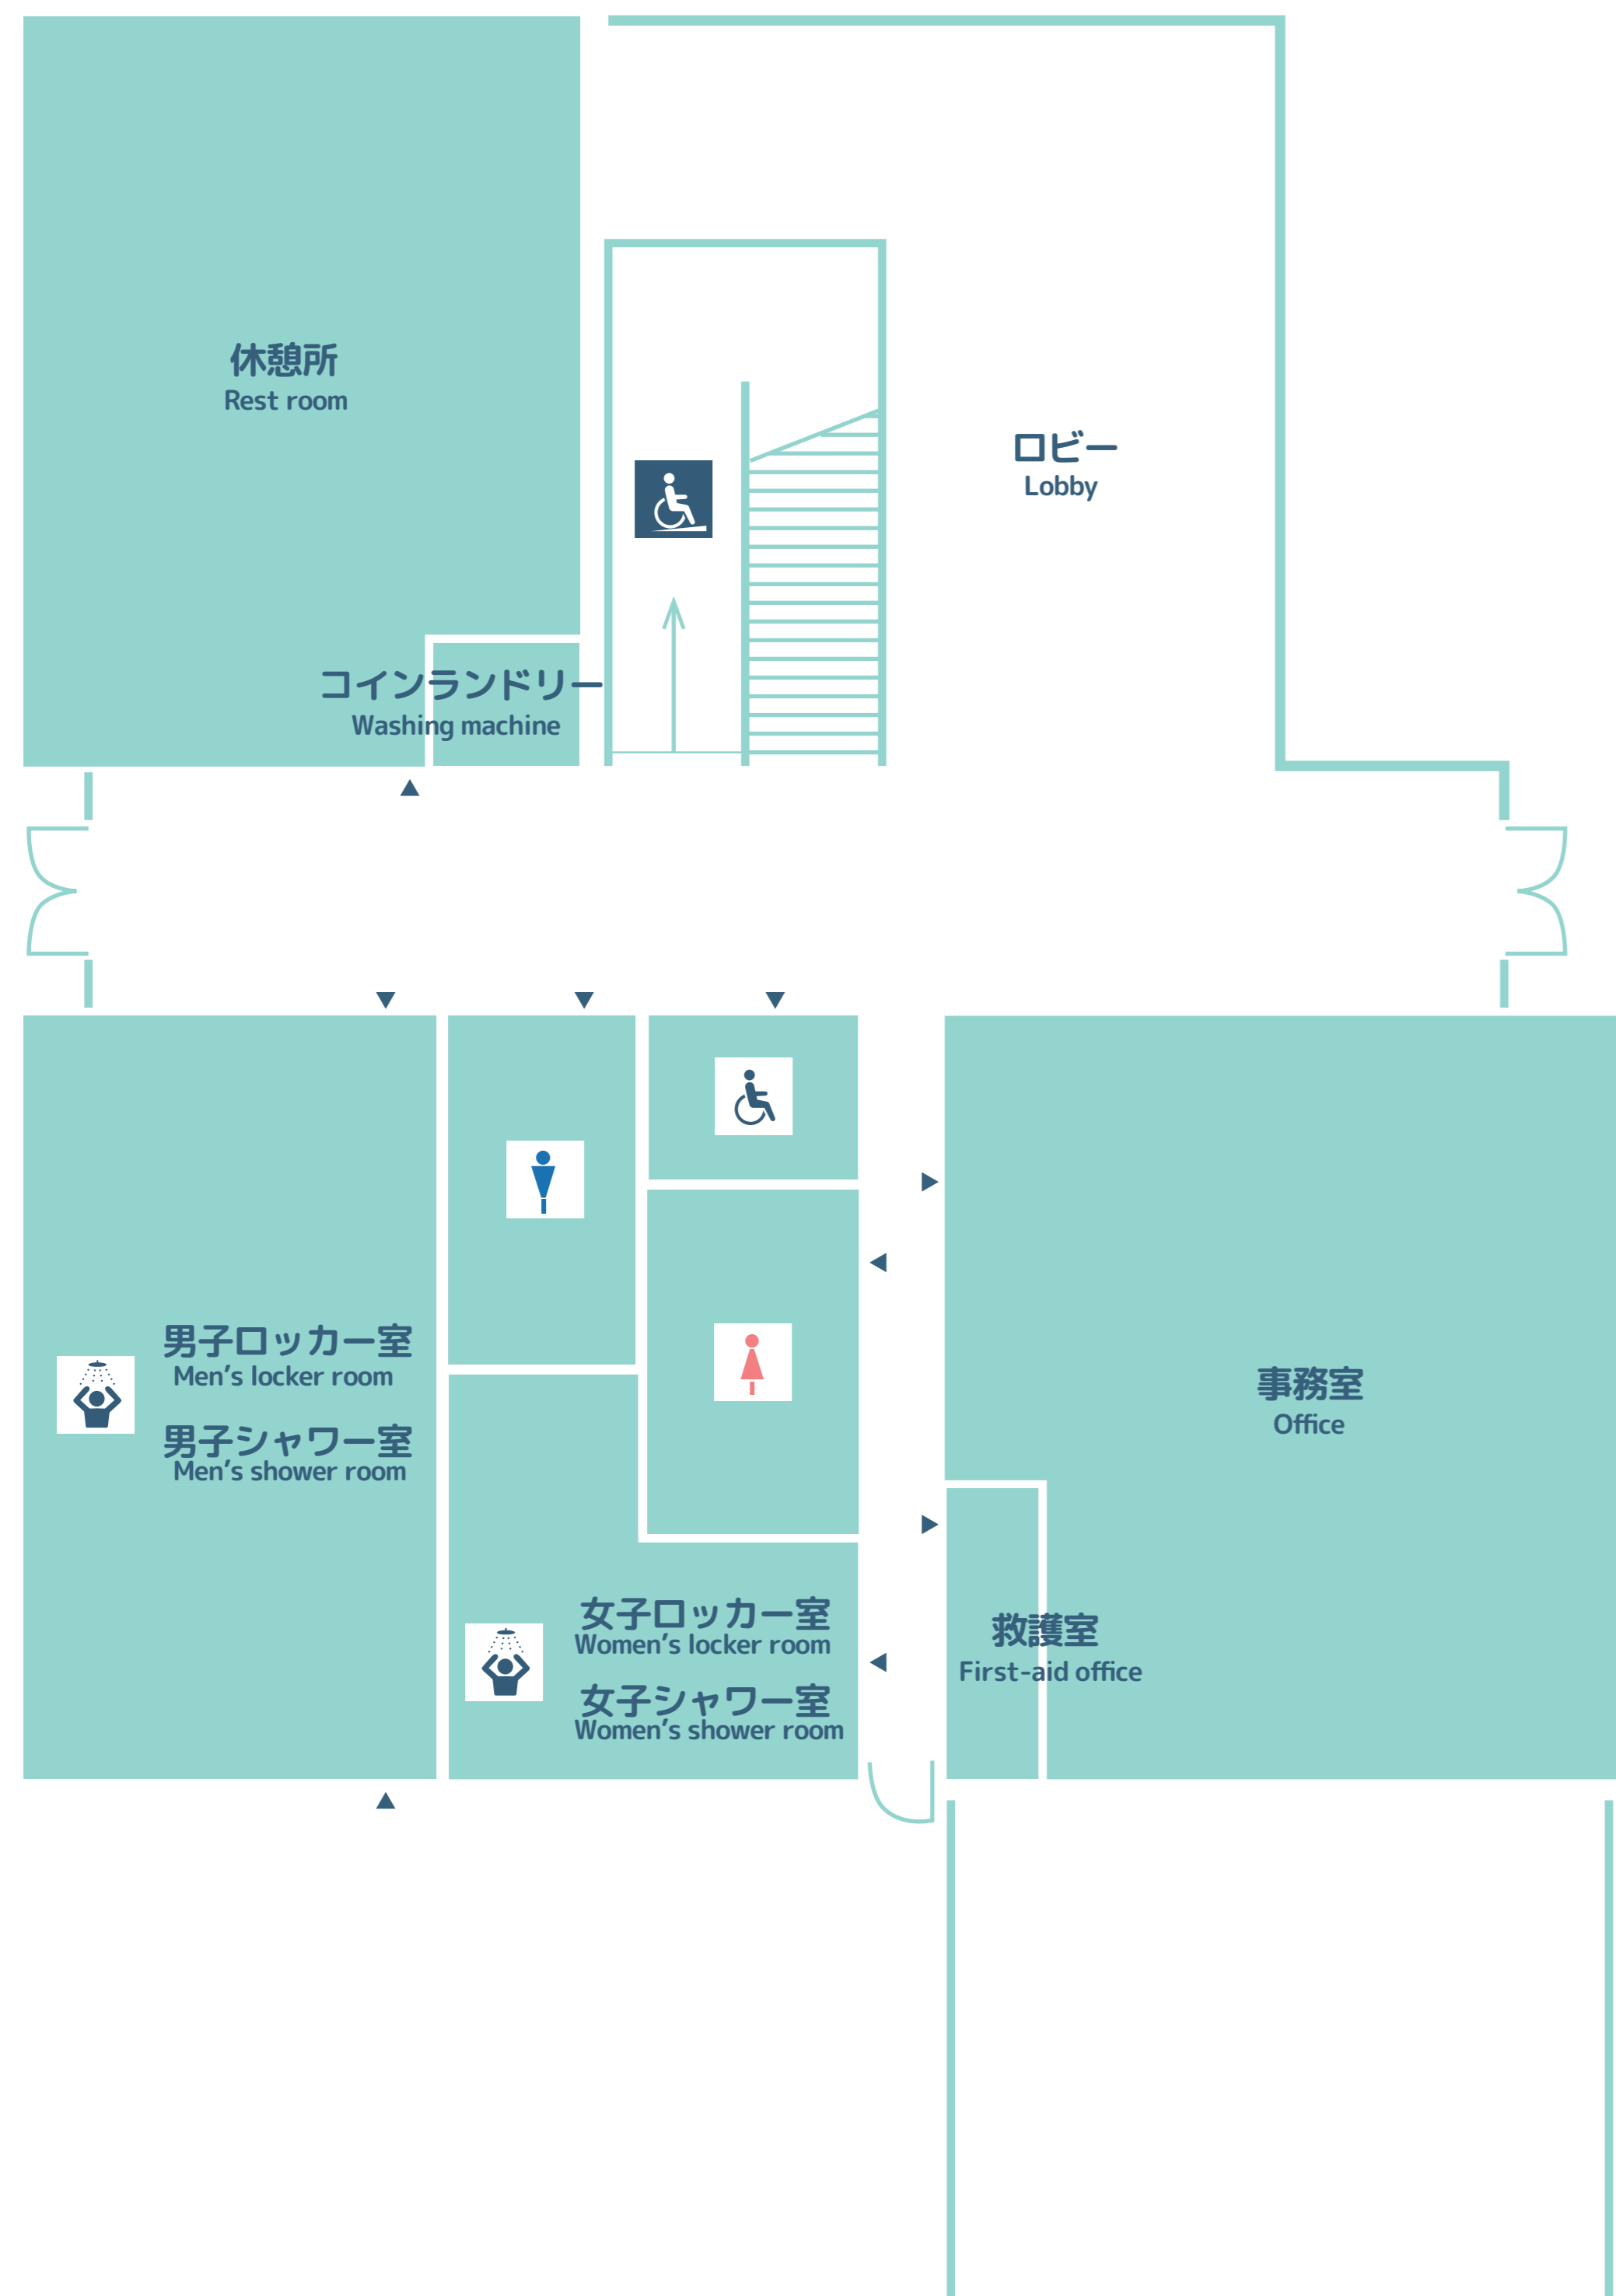 休憩所
Rest room
ロビー
Lobby
コインランドリー
Washing machine
男子ロッカー室
Men's locker room
男子シャワー室
Men's shower room
事務室
Office
女子ロッカー室
Women's locker room
女子シャワー室
Women's shower room
救護室
First-aid office